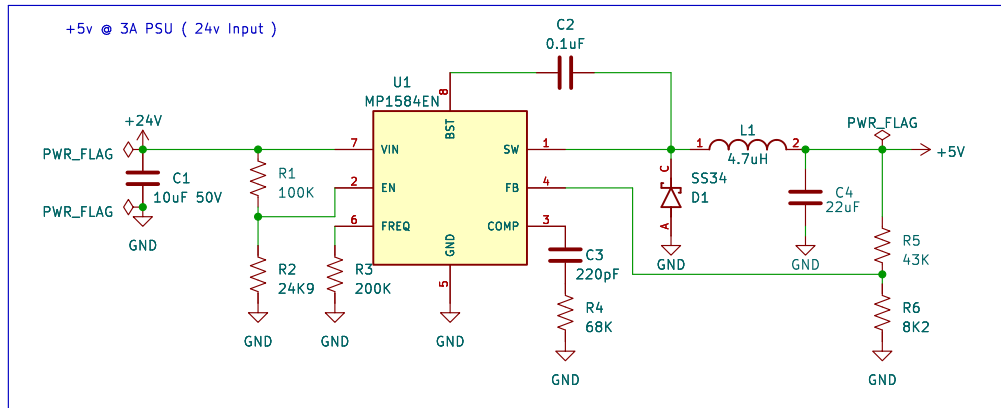 +5v @ 3A PSU ( 24v Input )
C2
0.1uF
U1
MP1584EN
8
BST
+24V
PWR_FLAG
7
VIN
SW
1
1
L1
2
4.7uH
PWR_FLAG
+5V
C1
10uF 50V
PWR_FLAG
GND
R1
100K
2
EN
FB
4
C
SS34
D1
A
GND
C4
22uF
GND
6
FREQ
COMP
3
GND
5
GND
C3
220pF
R2
24K9
GND
R3
200K
GND
R4
68K
GND
R5
43K
R6
8K2
GND